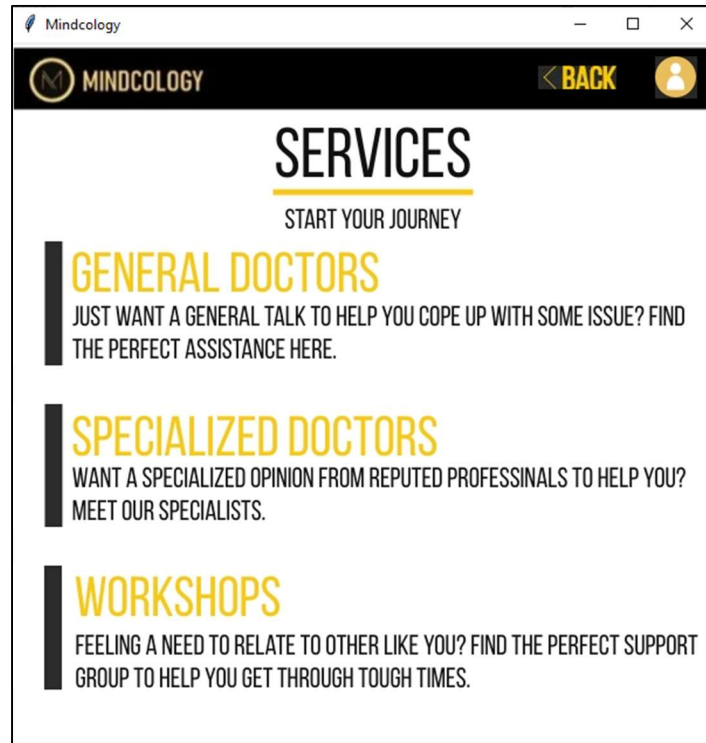 Mindcology
MINDCOLOGY
< BACK
SERVICES
START YOUR JOURNEY
GENERAL DOCTORS
JUST WANT A GENERAL TALK TO HELP YOU COPE UP WITH SOME ISSUE? FIND
THE PERFECT ASSISTANCE HERE.
SPECIALIZED DOCTORS
WANT A SPECIALIZED OPINION FROM REPUTED PROFESSINALS TO HELP YOU?
MEET OUR SPECIALISTS.
WORKSHOPS
FEELING A NEED TO RELATE TO OTHER LIKE YOU? FIND THE PERFECT SUPPORT
GROUP TO HELP YOU GET THROUGH TOUGH TIMES.